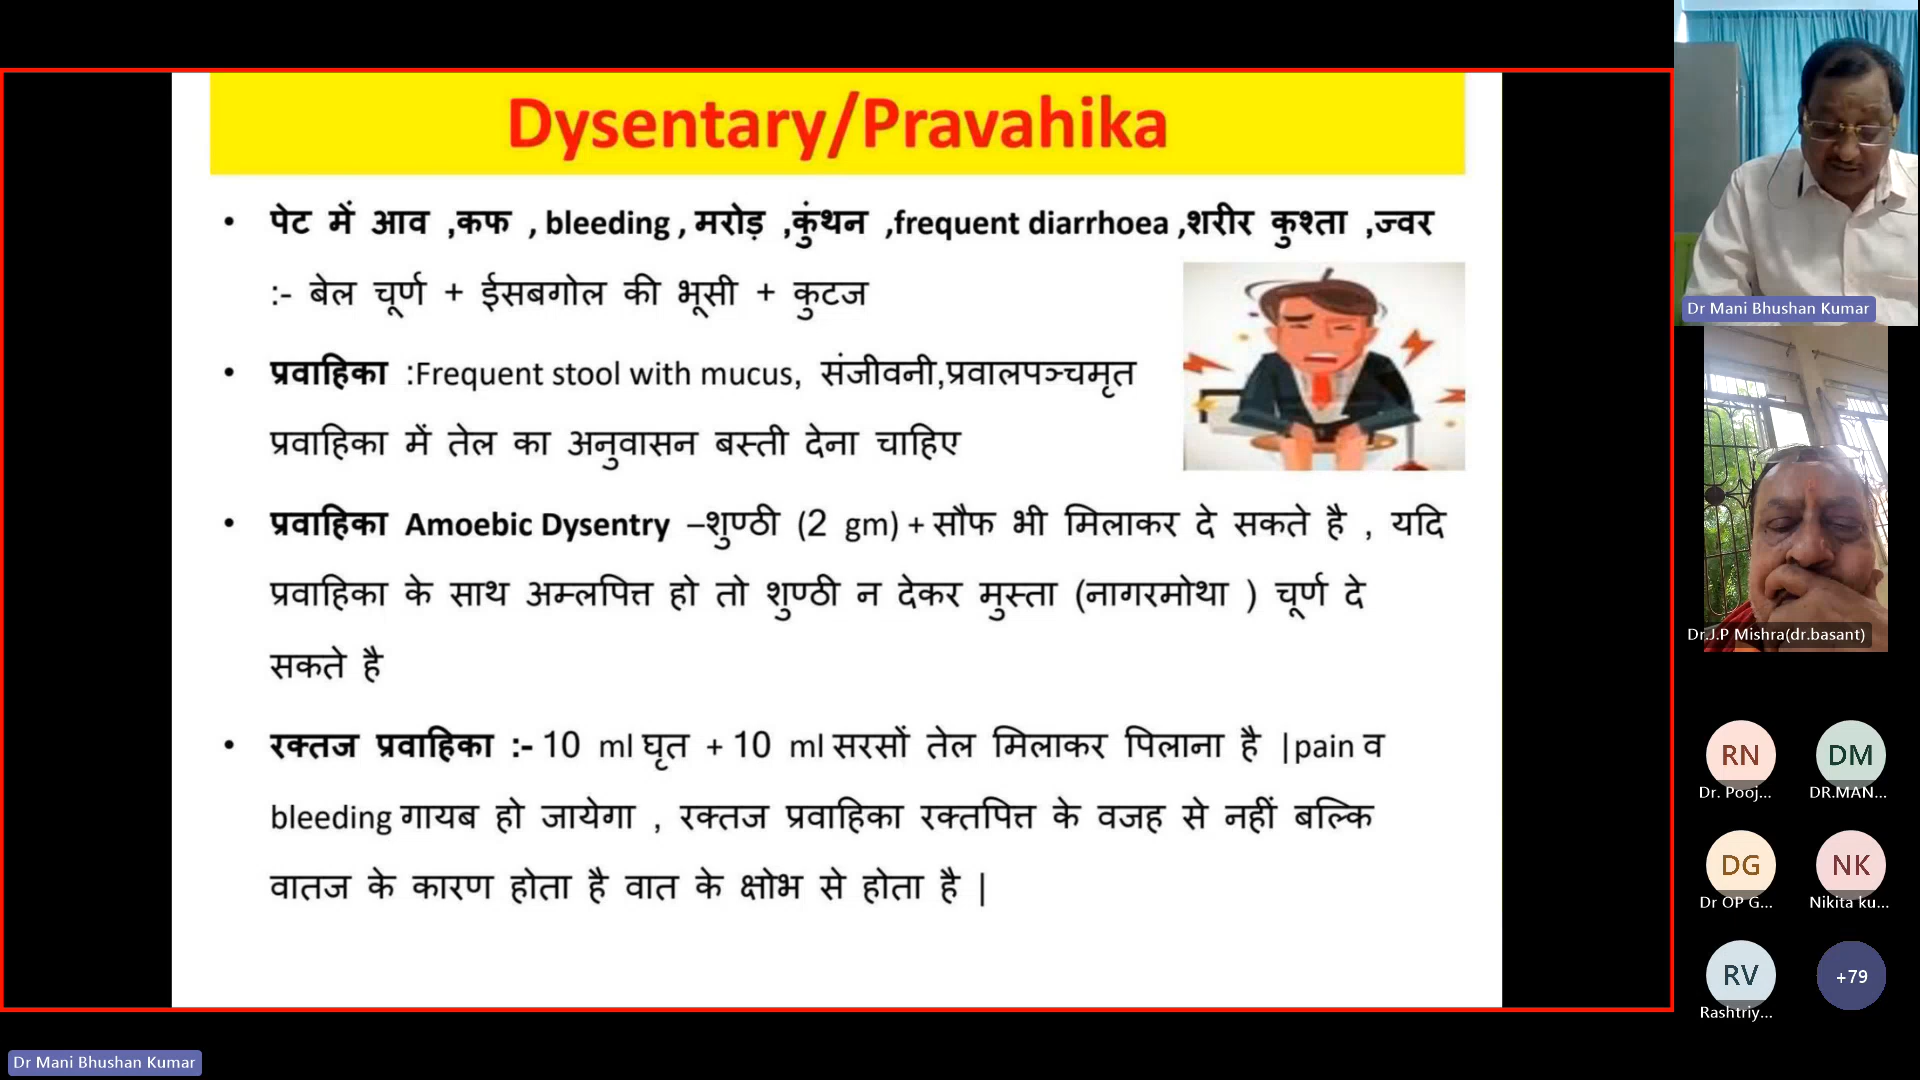 Dysentary/Pravahika
• पेट में आव ,कफ , bleeding , मरोड़ ,कुंथन ,frequent diarrhoea ,शरीर कुश्ता ,ज्वर
:- बेल चूर्ण + ईसबगोल की भूसी + कुटज
• प्रवाहिका :Frequent stool with mucus, संजीवनी,प्रवालपञ्चमृत
प्रवाहिका में तेल का अनुवासन बस्ती देना चाहिए
• प्रवाहिका Amoebic Dysentry –शुण्ठी (2 gm) + सौफ भी मिलाकर दे सकते है , यदि
प्रवाहिका के साथ अम्लपित्त हो तो शुण्ठी न देकर मुस्ता (नागरमोथा ) चूर्ण दे
सकते है
• रक्तज प्रवाहिका :- 10 ml घृत + 10 ml सरसों तेल मिलाकर पिलाना है |pain व
bleeding गायब हो जायेगा , रक्तज प्रवाहिका रक्तपित्त के वजह से नहीं बल्कि
वातज के कारण होता है वात के क्षोभ से होता है |
Dr Mani Bhushan Kumar
Dr.J.P Mishra(dr.basant)
RN DM
Dr. Pooj... DR.MAN...
DG NK
Dr OP G... Nikita ku...
RV +79
Rashtriy...
Dr Mani Bhushan Kumar